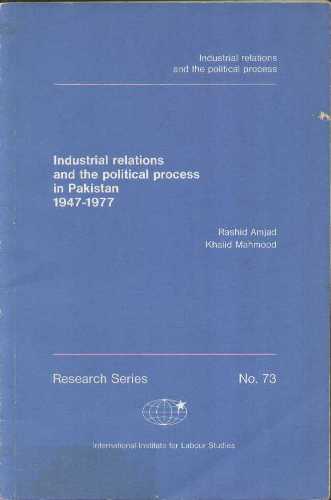 Industrial relations
and the political process
Industrial relations
and the political process
in Pakistan
1947-1977
Rashid Amjad
Khalid Mahmood
Research Series No. 73
International Institute for Labour Studies